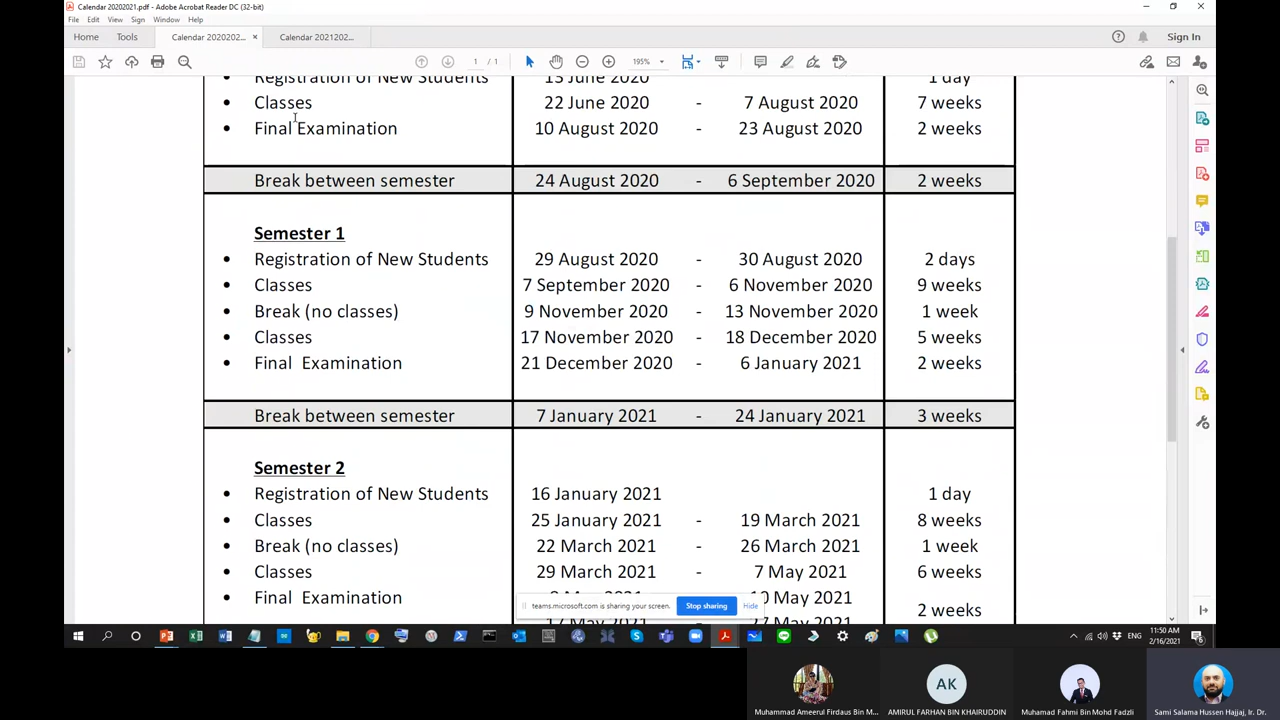 Calendar 20202021.pdf - Adobe Acrobat Reader DC (32-bit)
File Edit View Sign Window Help
Home Tools Calendar 2020202... × Calendar 2021202... Sign In
1 / 1 195%
Registration of New Students 13 June 2020 1 day
• Classes 22 June 2020 - 7 August 2020 7 weeks
• Final Examination 10 August 2020 - 23 August 2020 2 weeks
Break between semester 24 August 2020 - 6 September 2020 2 weeks
Semester 1
• Registration of New Students 29 August 2020 - 30 August 2020 2 days
• Classes 7 September 2020 - 6 November 2020 9 weeks
• Break (no classes) 9 November 2020 - 13 November 2020 1 week
• Classes 17 November 2020 - 18 December 2020 5 weeks
• Final Examination 21 December 2020 - 6 January 2021 2 weeks
Break between semester 7 January 2021 - 24 January 2021 3 weeks
Semester 2
• Registration of New Students 16 January 2021 1 day
• Classes 25 January 2021 - 19 March 2021 8 weeks
• Break (no classes) 22 March 2021 - 26 March 2021 1 week
• Classes 29 March 2021 - 7 May 2021 6 weeks
• Final Examination May 2021 2 weeks
teams.microsoft.com is sharing your screen. Stop sharing Hide
17 May 2021 May 2021
ENG 11:50 AM
2/16/2021
AK
Muhammad Ameerul Firdaus Bin M... AMIRUL FARHAN BIN KHAIRUDDIN Muhamad Fahmi Bin Mohd Fadzli Sami Salama Hussen Hajjaj, Ir. Dr.